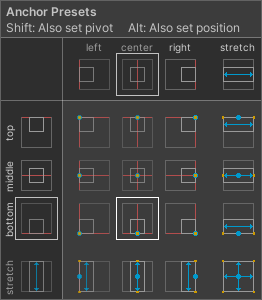 Anchor Presets
Shift: Also set pivot Alt: Also set position
left center right stretch
top
middle
bottom
stretch